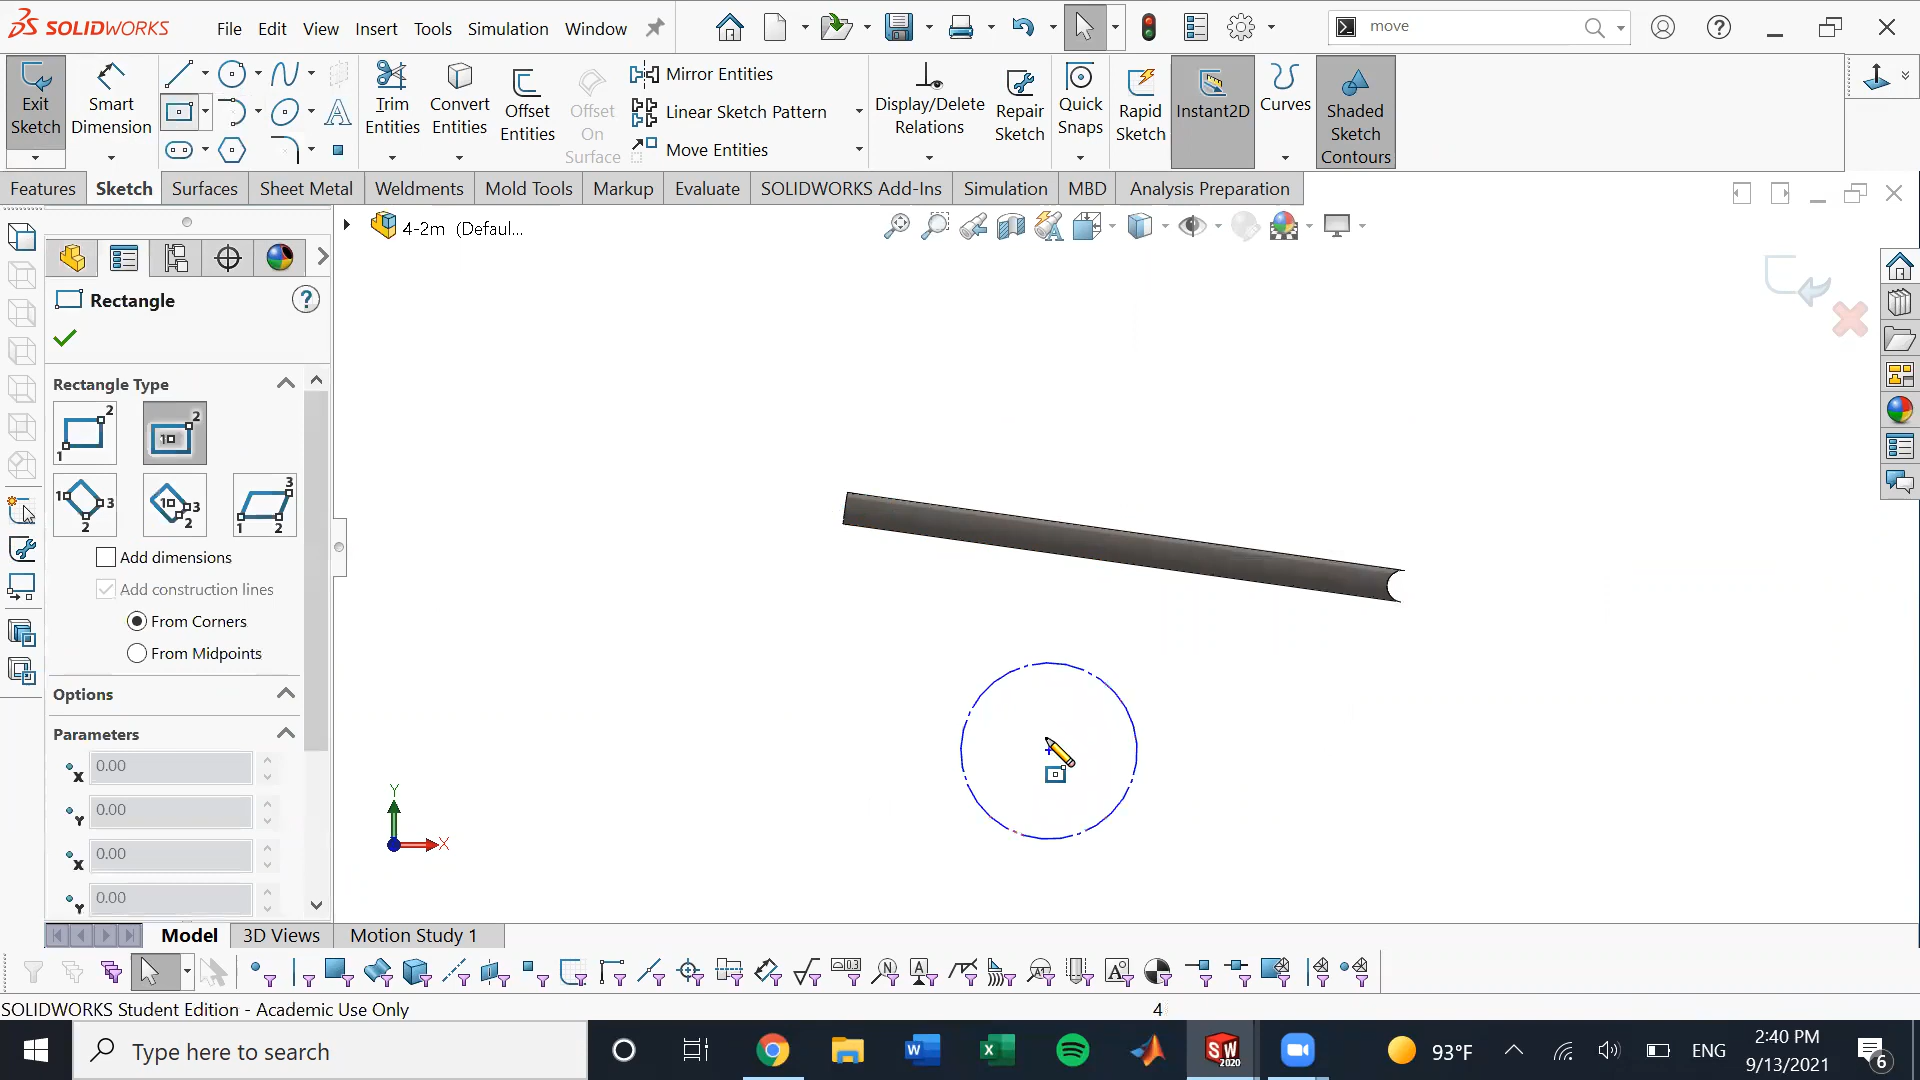 SOLIDWORKS
File Edit View Insert Tools Simulation Window
move
Exit Sketch
Smart Dimension
Trim Entities
Convert Entities
Offset Entities
Offset On Surface
Mirror Entities
Linear Sketch Pattern
Move Entities
Display/Delete Relations
Repair Sketch
Quick Snaps
Rapid Sketch
Instant2D
Curves
Shaded Sketch Contours
Features Sketch Surfaces Sheet Metal Weldments Mold Tools Markup Evaluate SOLIDWORKS Add-Ins Simulation MBD Analysis Preparation
4-2m (Defaul...
Rectangle
Rectangle Type
Add dimensions
Add construction lines
From Corners
From Midpoints
Options
Parameters
X 0.00
Y 0.00
X 0.00
Y 0.00
Y
X
Model 3D Views Motion Study 1
SOLIDWORKS Student Edition - Academic Use Only
4
Type here to search
SW 2020
93°F
ENG
2:40 PM
9/13/2021
6